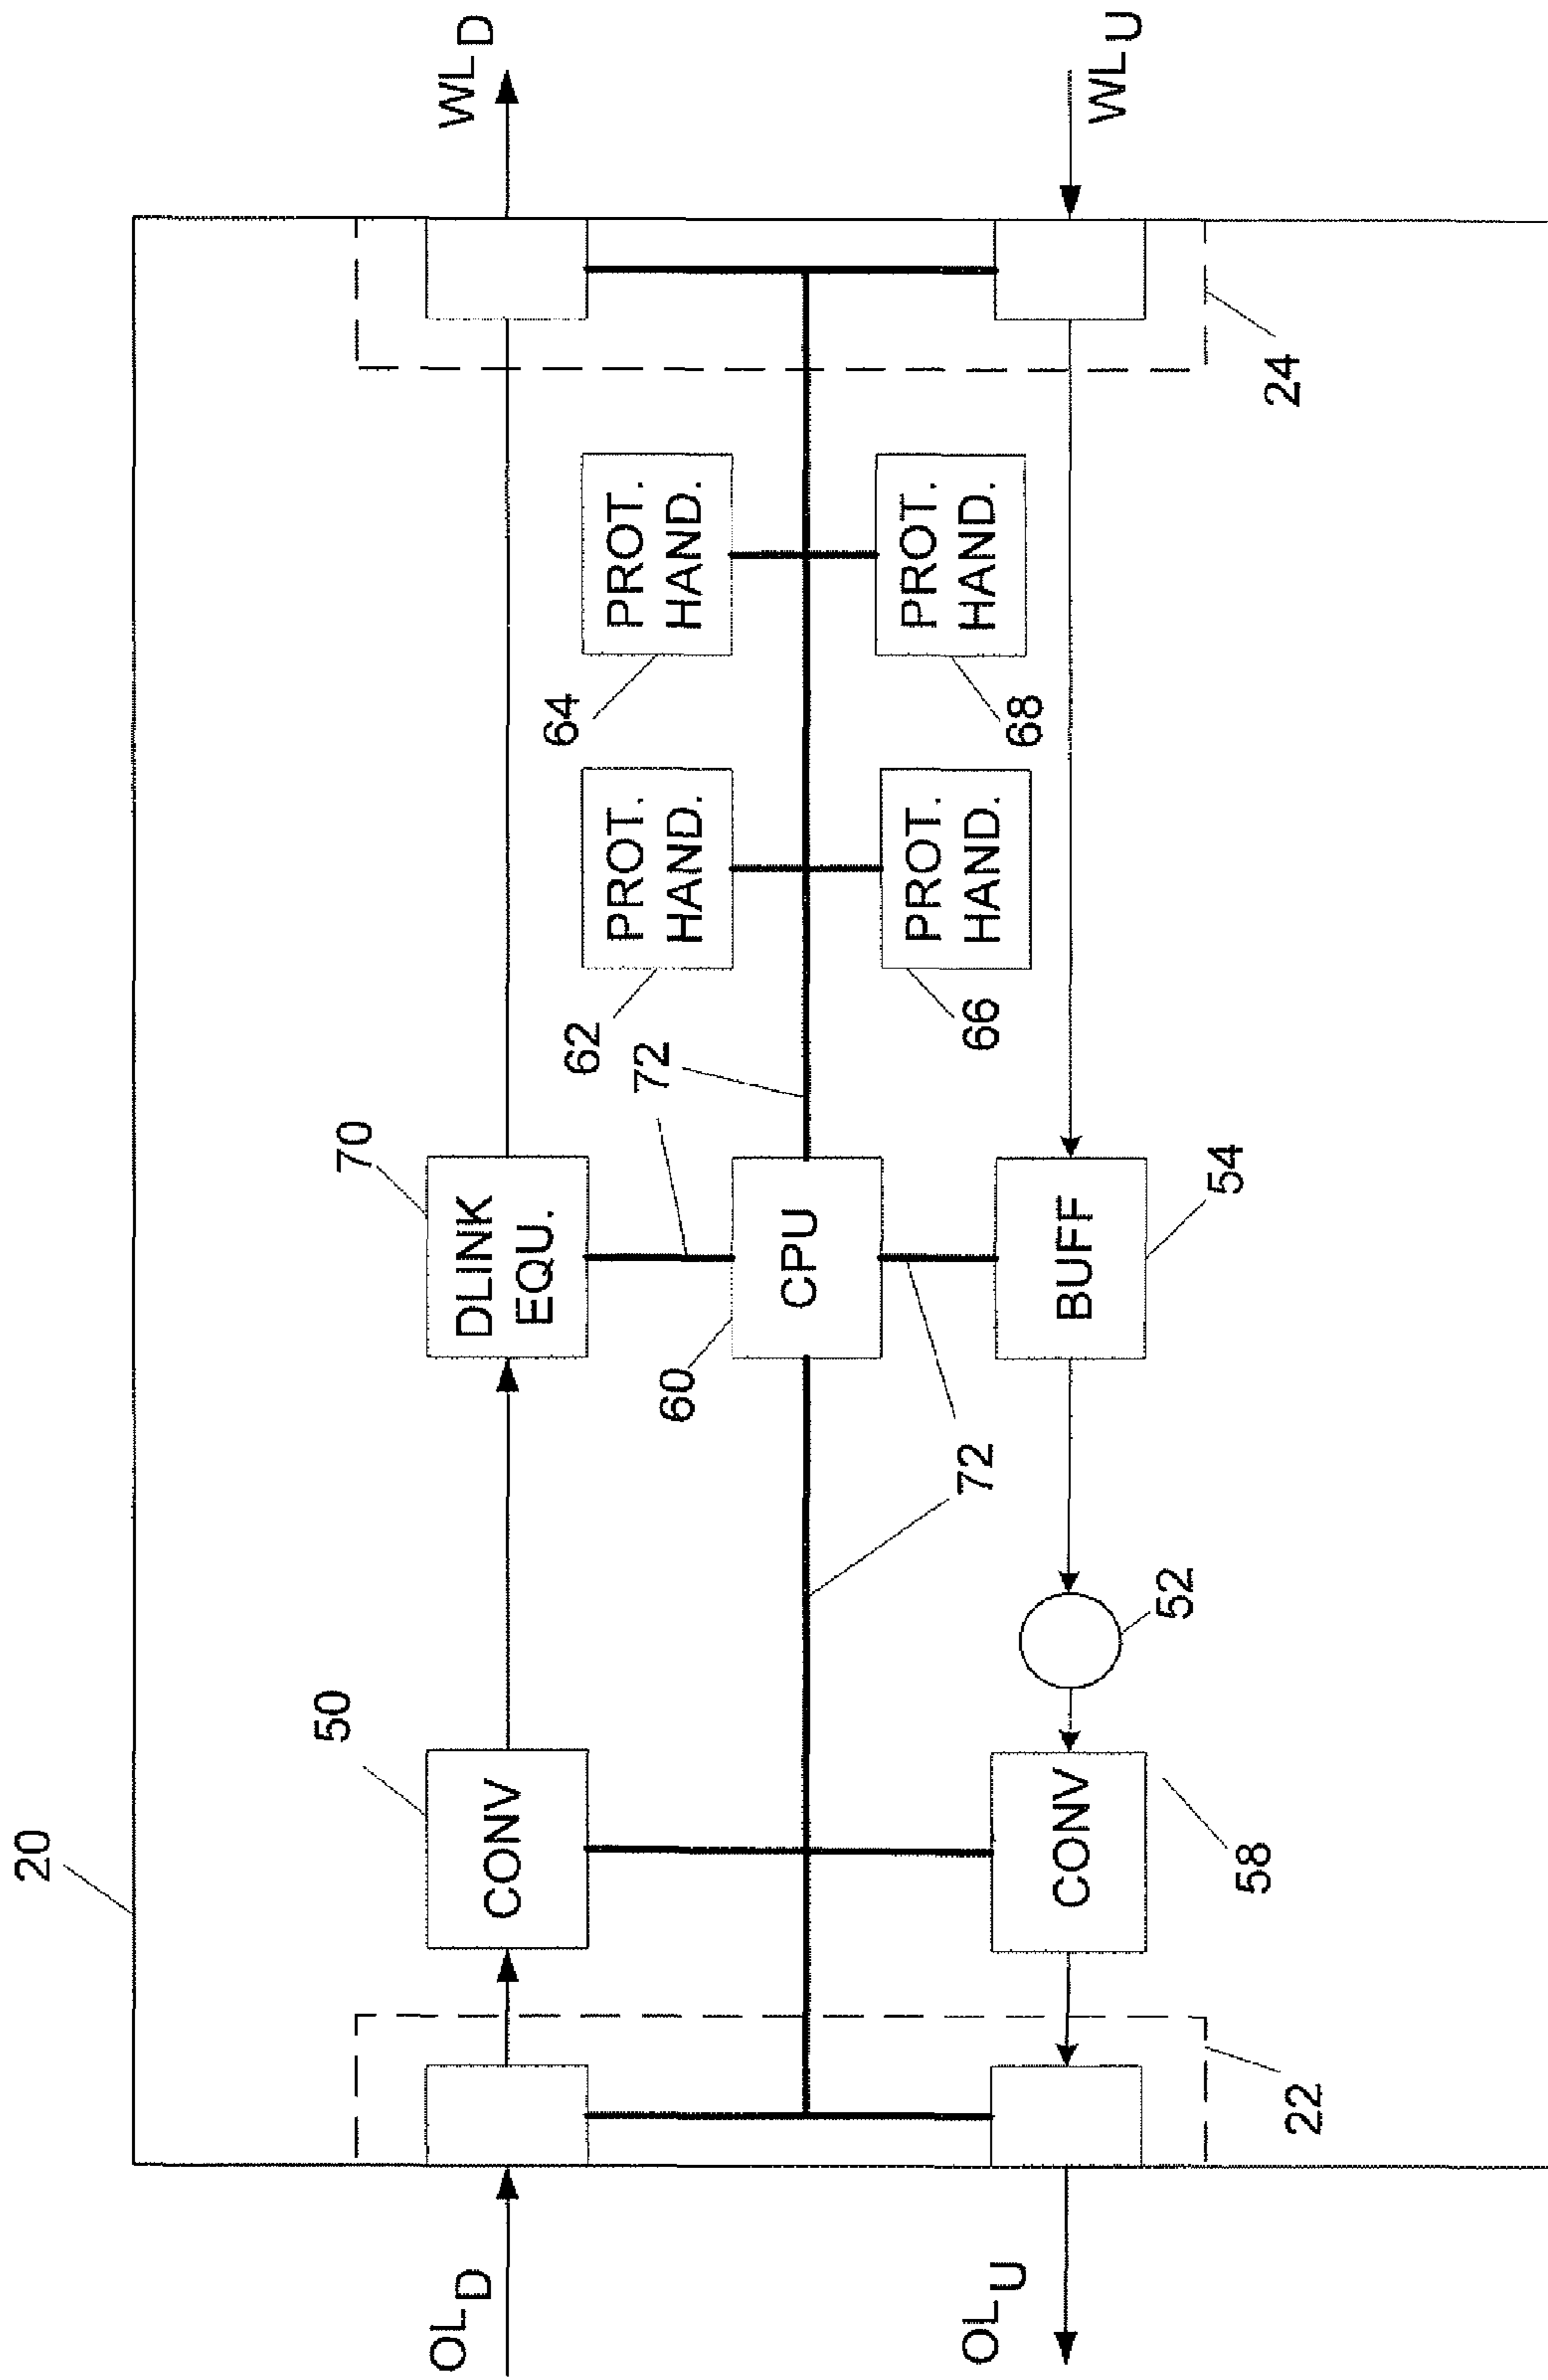 20
OL D
WL D
50
CONV
70
DLINK
EQU.
62
PROT.
HAND.
64
PROT.
HAND.
72
72
60
CPU
72
66
PROT.
HAND.
68
PROT.
HAND.
OL U
WL U
58
CONV
52
54
BUFF
22
24